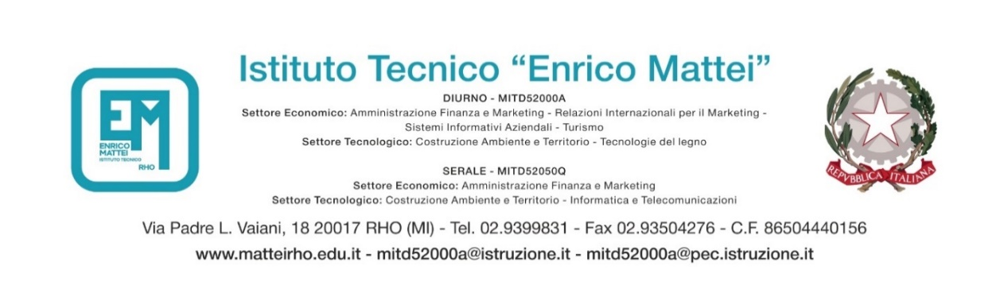 Istituto Tecnico “Enrico Mattei”
DIURNO - MITD52000A
Settore Economico: Amministrazione Finanza e Marketing - Relazioni Internazionali per il Marketing -
Sistemi Informativi Aziendali - Turismo
Settore Tecnologico: Costruzione Ambiente e Territorio - Tecnologie del legno
SERALE - MITD52050Q
Settore Economico: Amministrazione Finanza e Marketing
Settore Tecnologico: Costruzione Ambiente e Territorio - Informatica e Telecomunicazioni
EM
ENRICO
MATTEI
ISTITUTO TECNICO
RHO
REPVBBLICA ITALIANA
Via Padre L. Vaiani, 18 20017 RHO (MI) - Tel. 02.9399831 - Fax 02.93504276 - C.F. 86504440156
www.matteirho.edu.it - mitd52000a@istruzione.it - mitd52000a@pec.istruzione.it